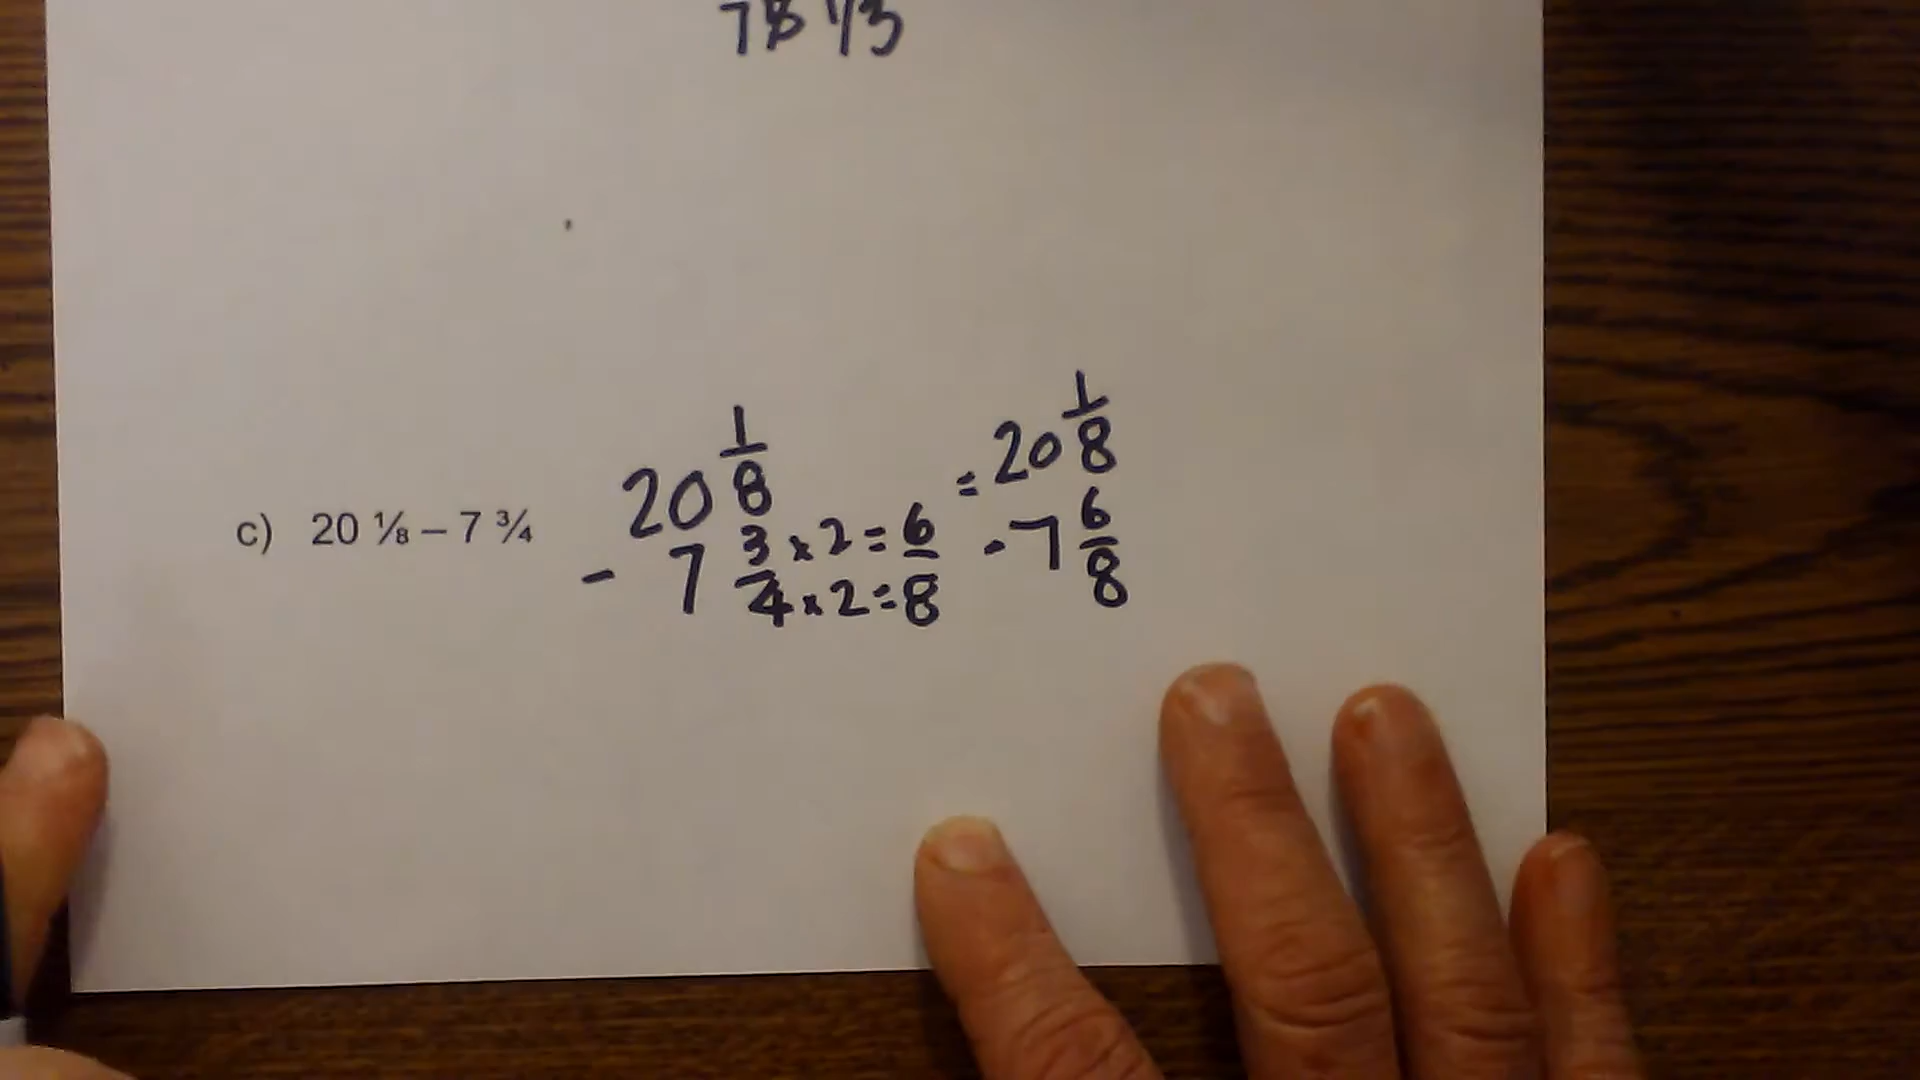 c) 20 ⅛ – 7 ¾
20 1/8
- 7 3/4 × 2 = 6/8
× 2 =
= 20 1/8
- 7 6/8